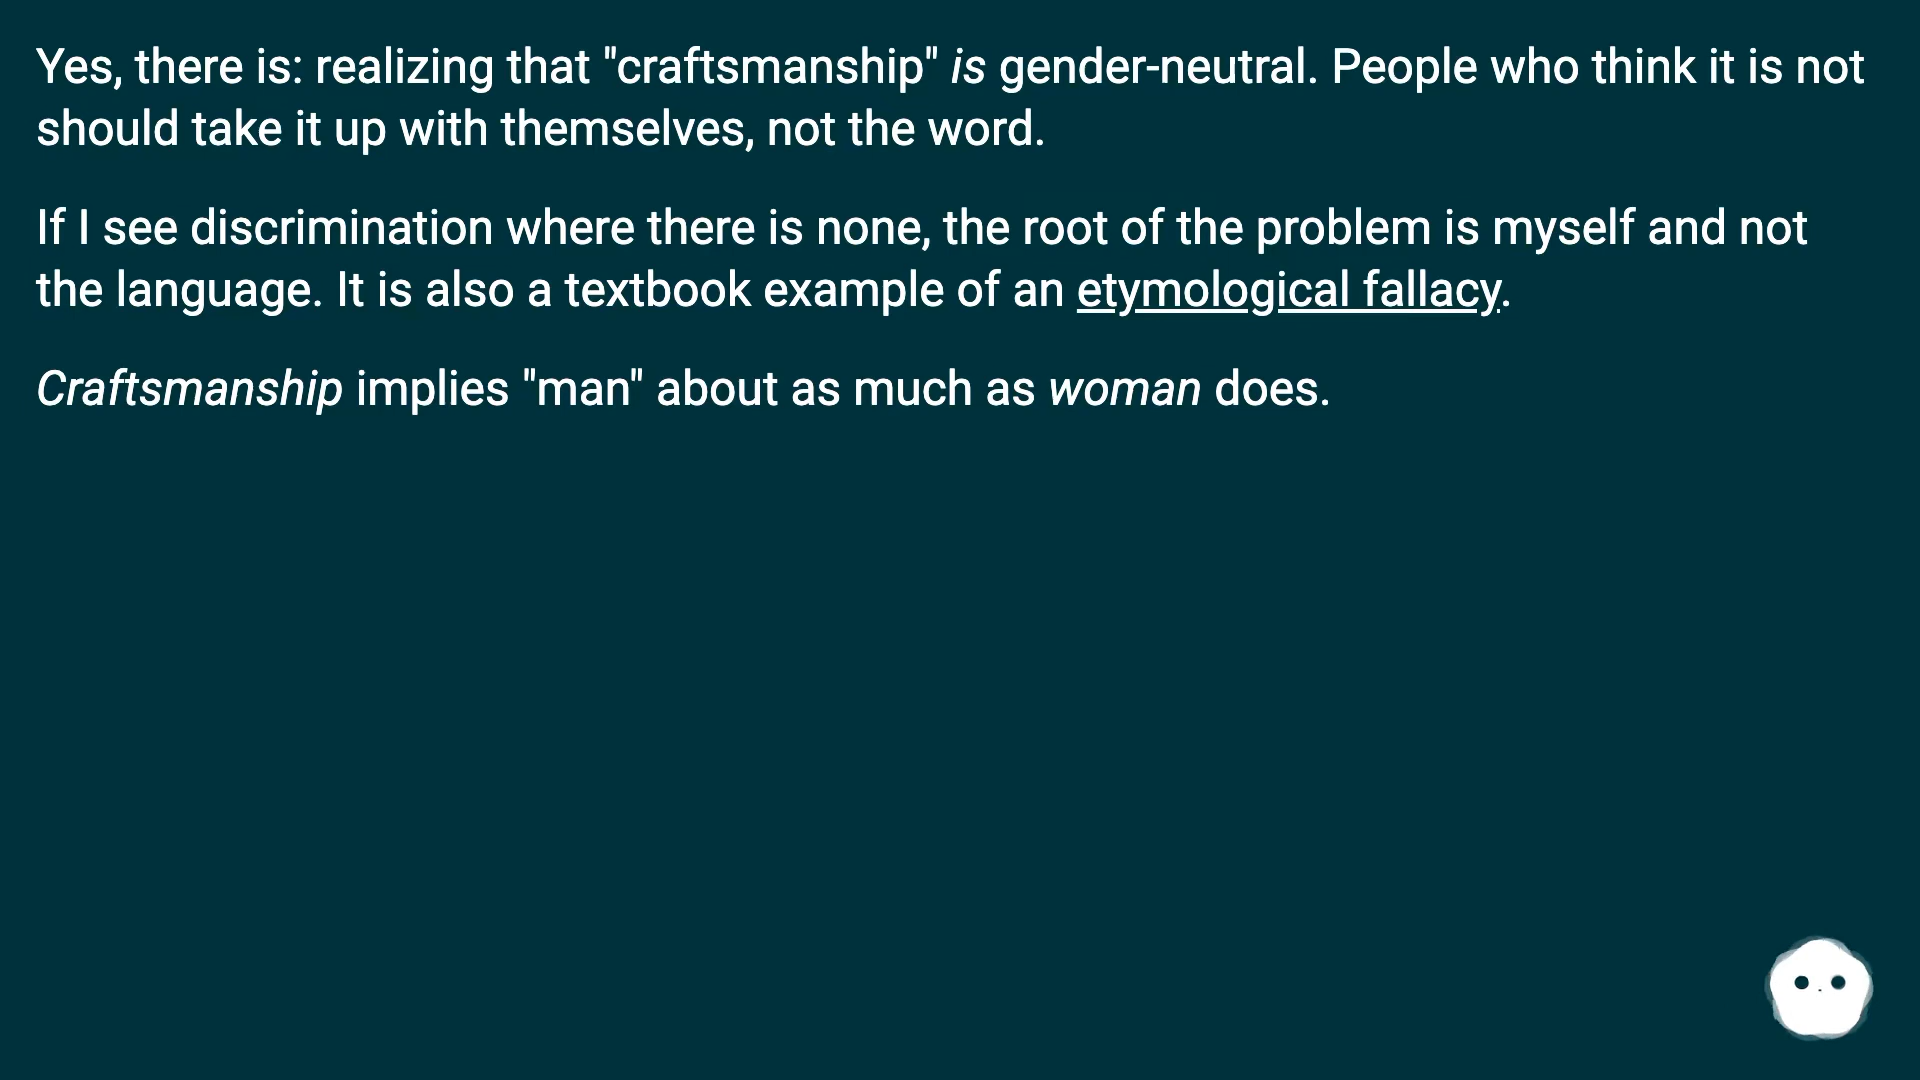 Yes, there is: realizing that "craftsmanship" is gender-neutral. People who think it is not
should take it up with themselves, not the word.
If I see discrimination where there is none, the root of the problem is myself and not
the language. It is also a textbook example of an etymological fallacy.
Craftsmanship implies "man" about as much as woman does.